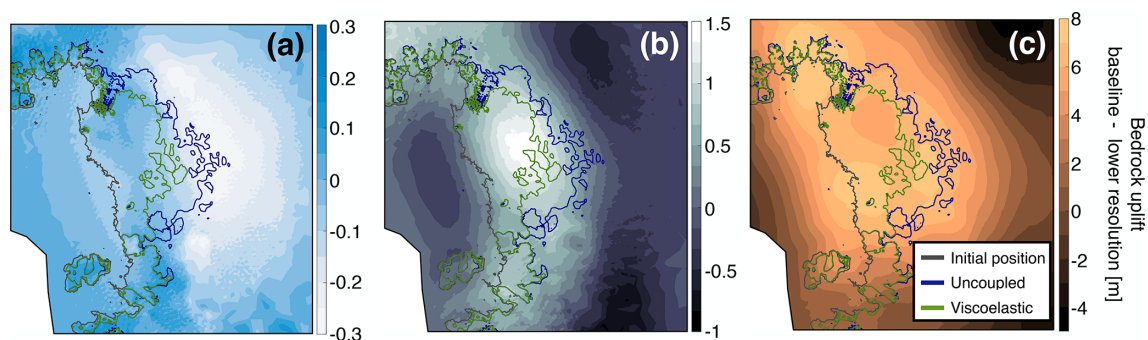 (a)
0.3
0.2
0.1
0
-0.1
-0.2
-0.3
(b)
1.5
1
0.5
0
-0.5
-1
(c)
8
6
4
2
0
-2
-4
Bedrock uplift
baseline - lower resolution [m]
Initial position
Uncoupled
Viscoelastic